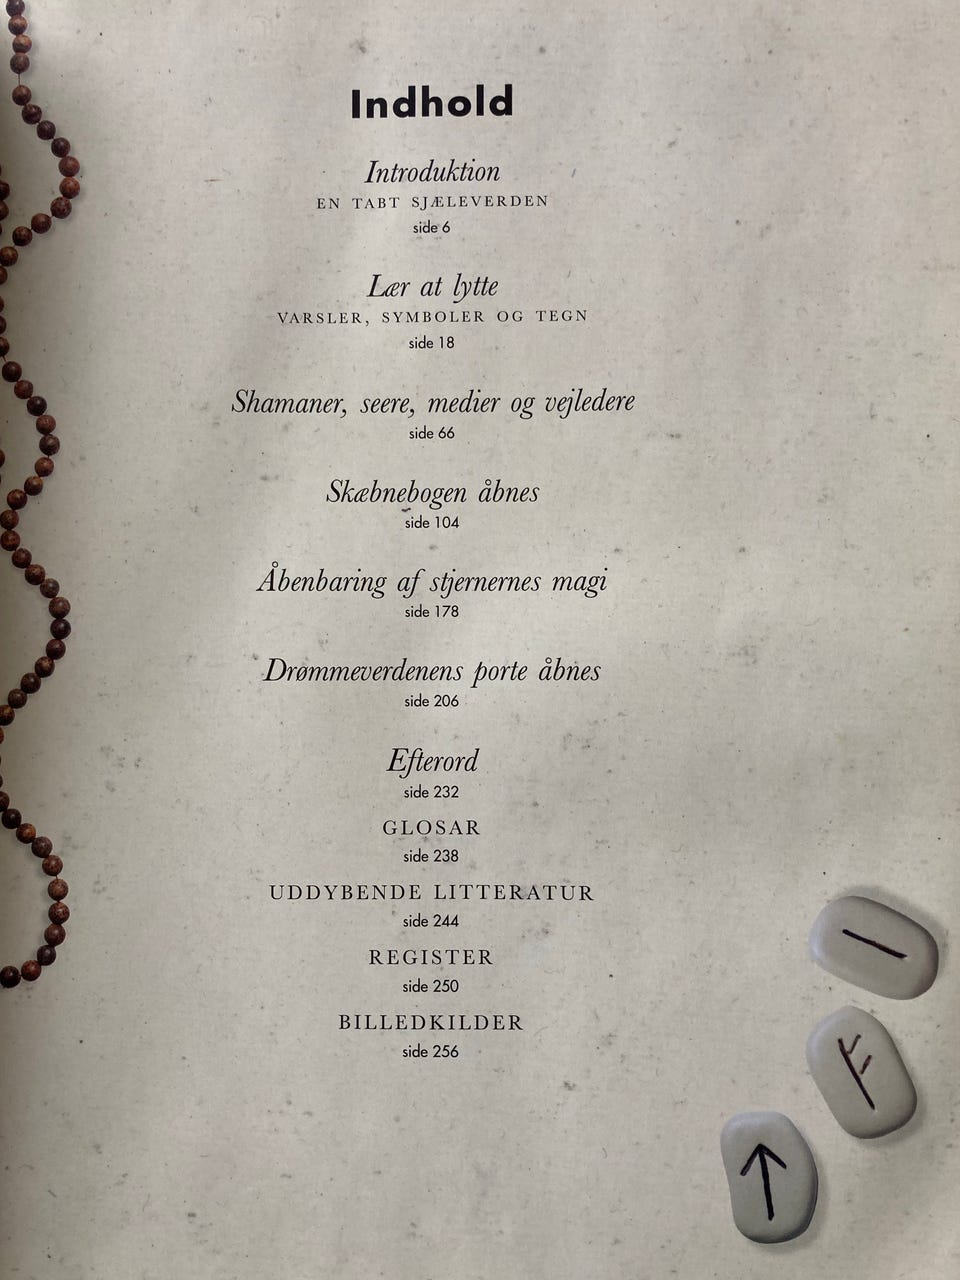 Indhold
Introduktion
EN TABT SJÆLEVERDEN
side 6
Lær at lytte
VARSLER, SYMBOLER OG TEGN
side 18
Shamaner, seere, medier og vejledere
side 66
Skæbnebogen åbnes
side 104
Åbenbaring af stjernernes magi
side 178
Drømmeverdenens porte åbnes
side 206
Efterord
side 232
GLOSAR
side 238
UDDYBENDE LITTERATUR
side 244
REGISTER
side 250
BILLEDKILDER
side 256
ᛁ
ᚨ
ᛏ